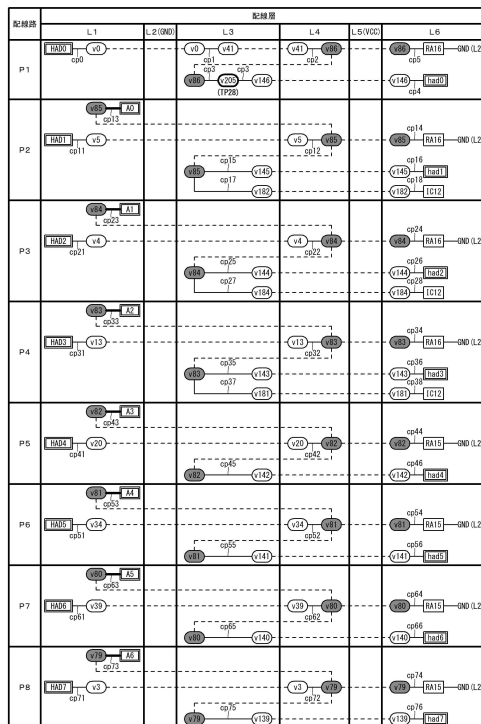 配線路
配線層
L1 L2(GND) L3 L4 L5(VCC) L6
P1
HAD0 v0 v0 v41 v41 v86 v86 RA16 GND(L2
cp0 cp1 cp2 cp5
cp3 cp3
v86 v205 v146 v146 had0
(TP28) cp4
P2
v85 A0
cp13 cp14
HAD1 v5 v5 v85 v85 RA16 GND(L2
cp11 cp15 cp12 cp16
v85 v145 v145 had1
cp17 cp18
v182 v182 IC12
P3
v84 A1
cp23 cp24
HAD2 v4 v4 v84 v84 RA16 GND(L2
cp21 cp25 cp22 cp26
v84 v144 v144 had2
cp27 cp28
v184 v184 IC12
P4
v83 A2
cp33 cp34
HAD3 v13 v13 v83 v83 RA16 GND(L2
cp31 cp35 cp32 cp36
v83 v143 v143 had3
cp37 cp38
v181 v181 IC12
P5
v82 A3
cp43 cp44
HAD4 v20 v20 v82 v82 RA15 GND(L2
cp41 cp45 cp42 cp46
v82 v142 v142 had4
P6
v81 A4
cp53 cp54
HAD5 v34 v34 v81 v81 RA15 GND(L2
cp51 cp55 cp52 cp56
v81 v141 v141 had5
P7
v80 A5
cp63 cp64
HAD6 v39 v39 v80 v80 RA15 GND(L2
cp61 cp65 cp62 cp66
v80 v140 v140 had6
P8
v79 A6
cp73 cp74
HAD7 v3 v3 v79 v79 RA15 GND(L2
cp71 cp75 cp72 cp76
v79 v139 v139 had7